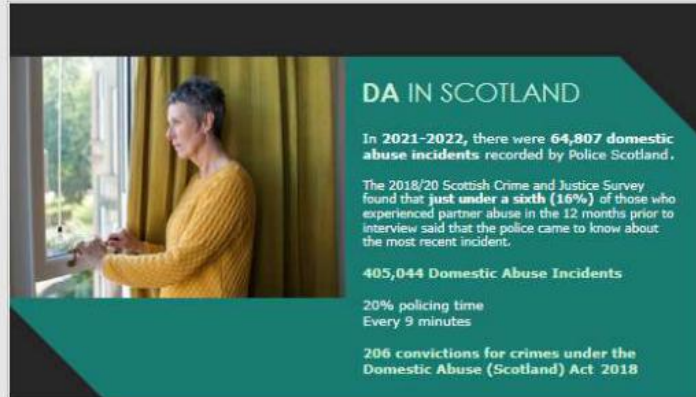 DA IN SCOTLAND
In 2021-2022, there were 64,807 domestic
abuse incidents recorded by Police Scotland.
The 2018/20 Scottish Crime and Justice Survey
found that just under a sixth (16%) of those who
experienced partner abuse in the 12 months prior to
interview said that the police came to know about
the most recent incident.
405,044 Domestic Abuse Incidents
20% policing time
Every 9 minutes
206 convictions for crimes under the
Domestic Abuse (Scotland) Act 2018